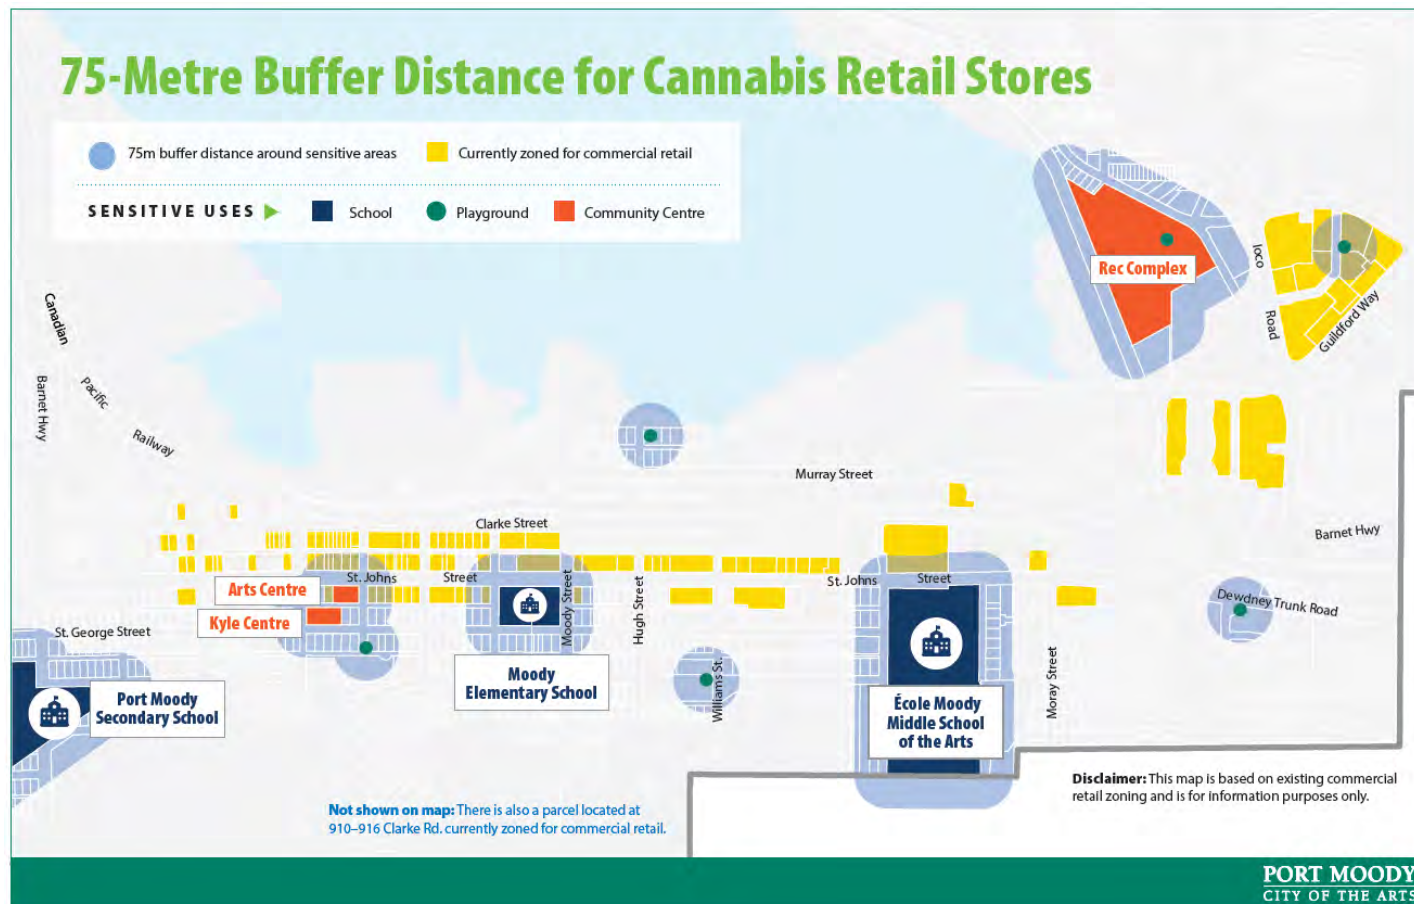 75-Metre Buffer Distance for Cannabis Retail Stores
75m buffer distance around sensitive areas
Currently zoned for commercial retail
SENSITIVE USES
School
Playground
Community Centre
Rec Complex
Ioco
Road
Guildford Way
Canadian
Pacific
Railway
Barnet Hwy
Murray Street
Clarke Street
Barnet Hwy
St. Johns
Street
St. Johns
Street
Arts Centre
Kyle Centre
Moody Street
Hugh Street
Dewdney Trunk Road
St. George Street
Moody
Elementary School
Williams St.
Moray Street
Port Moody
Secondary School
École Moody
Middle School
of the Arts
Disclaimer: This map is based on existing commercial
retail zoning and is for information purposes only.
Not shown on map: There is also a parcel located at
910–916 Clarke Rd. currently zoned for commercial retail.
PORT MOODY
CITY OF THE ARTS